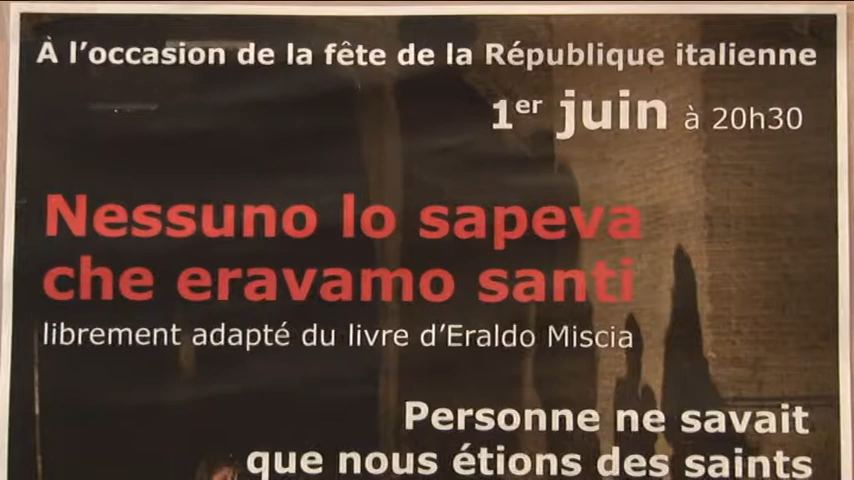 À l’occasion de la fête de la République italienne
1er juin à 20h30
Nessuno lo sapeva
che eravamo santi
librement adapté du livre d’Eraldo Miscia
Personne ne savait
que nous étions des saints